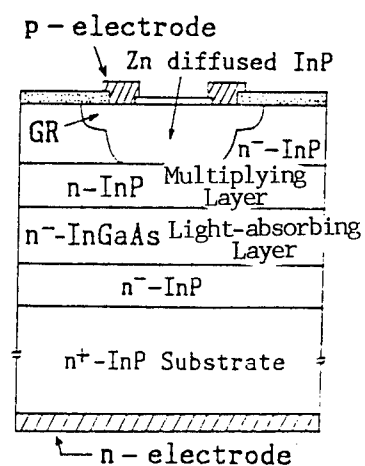 p-electrode
Zn diffused InP
GR
n⁻-InP
n-InP Multiplying Layer
n⁻-InGaAs Light-absorbing Layer
n⁻-InP
n⁺-InP Substrate
n-electrode